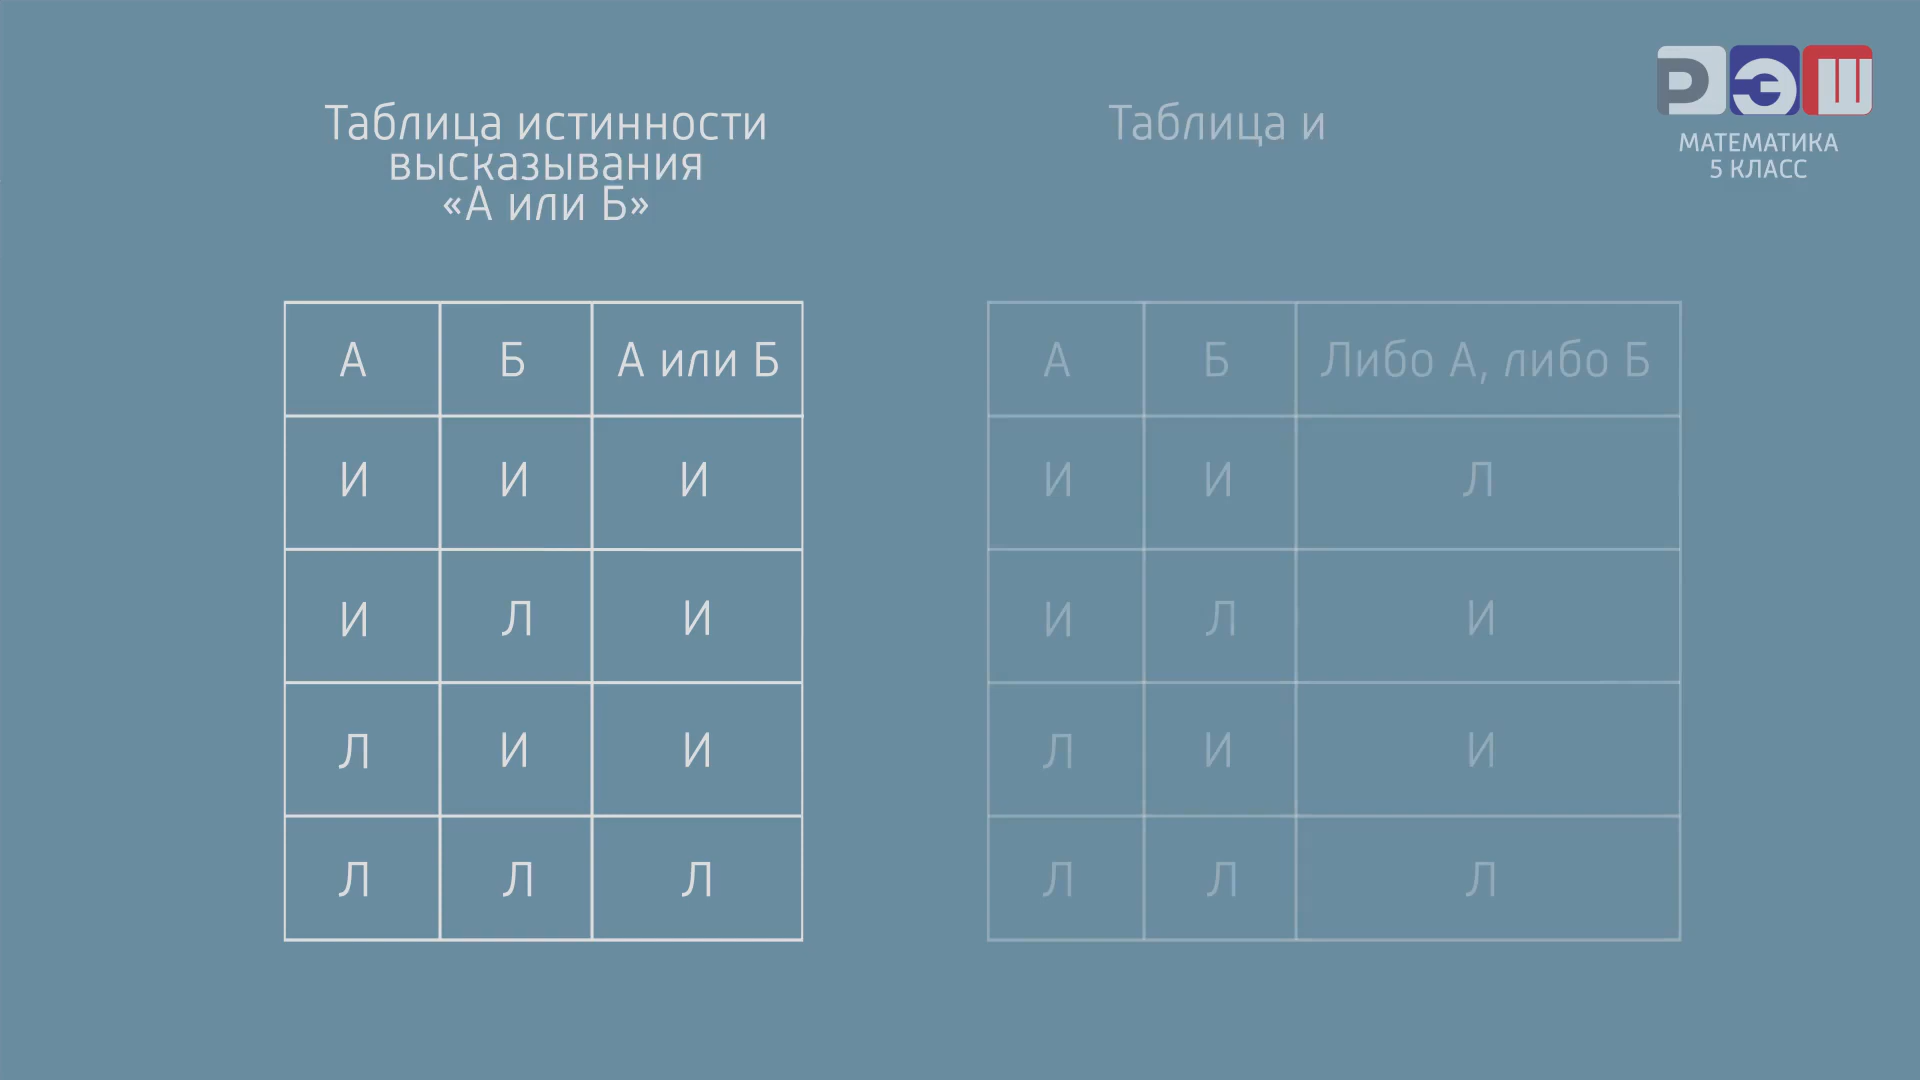 Таблица истинности
высказывания
«А или Б»
Таблица и
РЭШ
МАТЕМАТИКА
5 КЛАСС
А Б А или Б
И И И
И Л И
Л И И
Л Л Л
А Б Либо А, либо Б
И И Л
И Л И
Л И И
Л Л Л